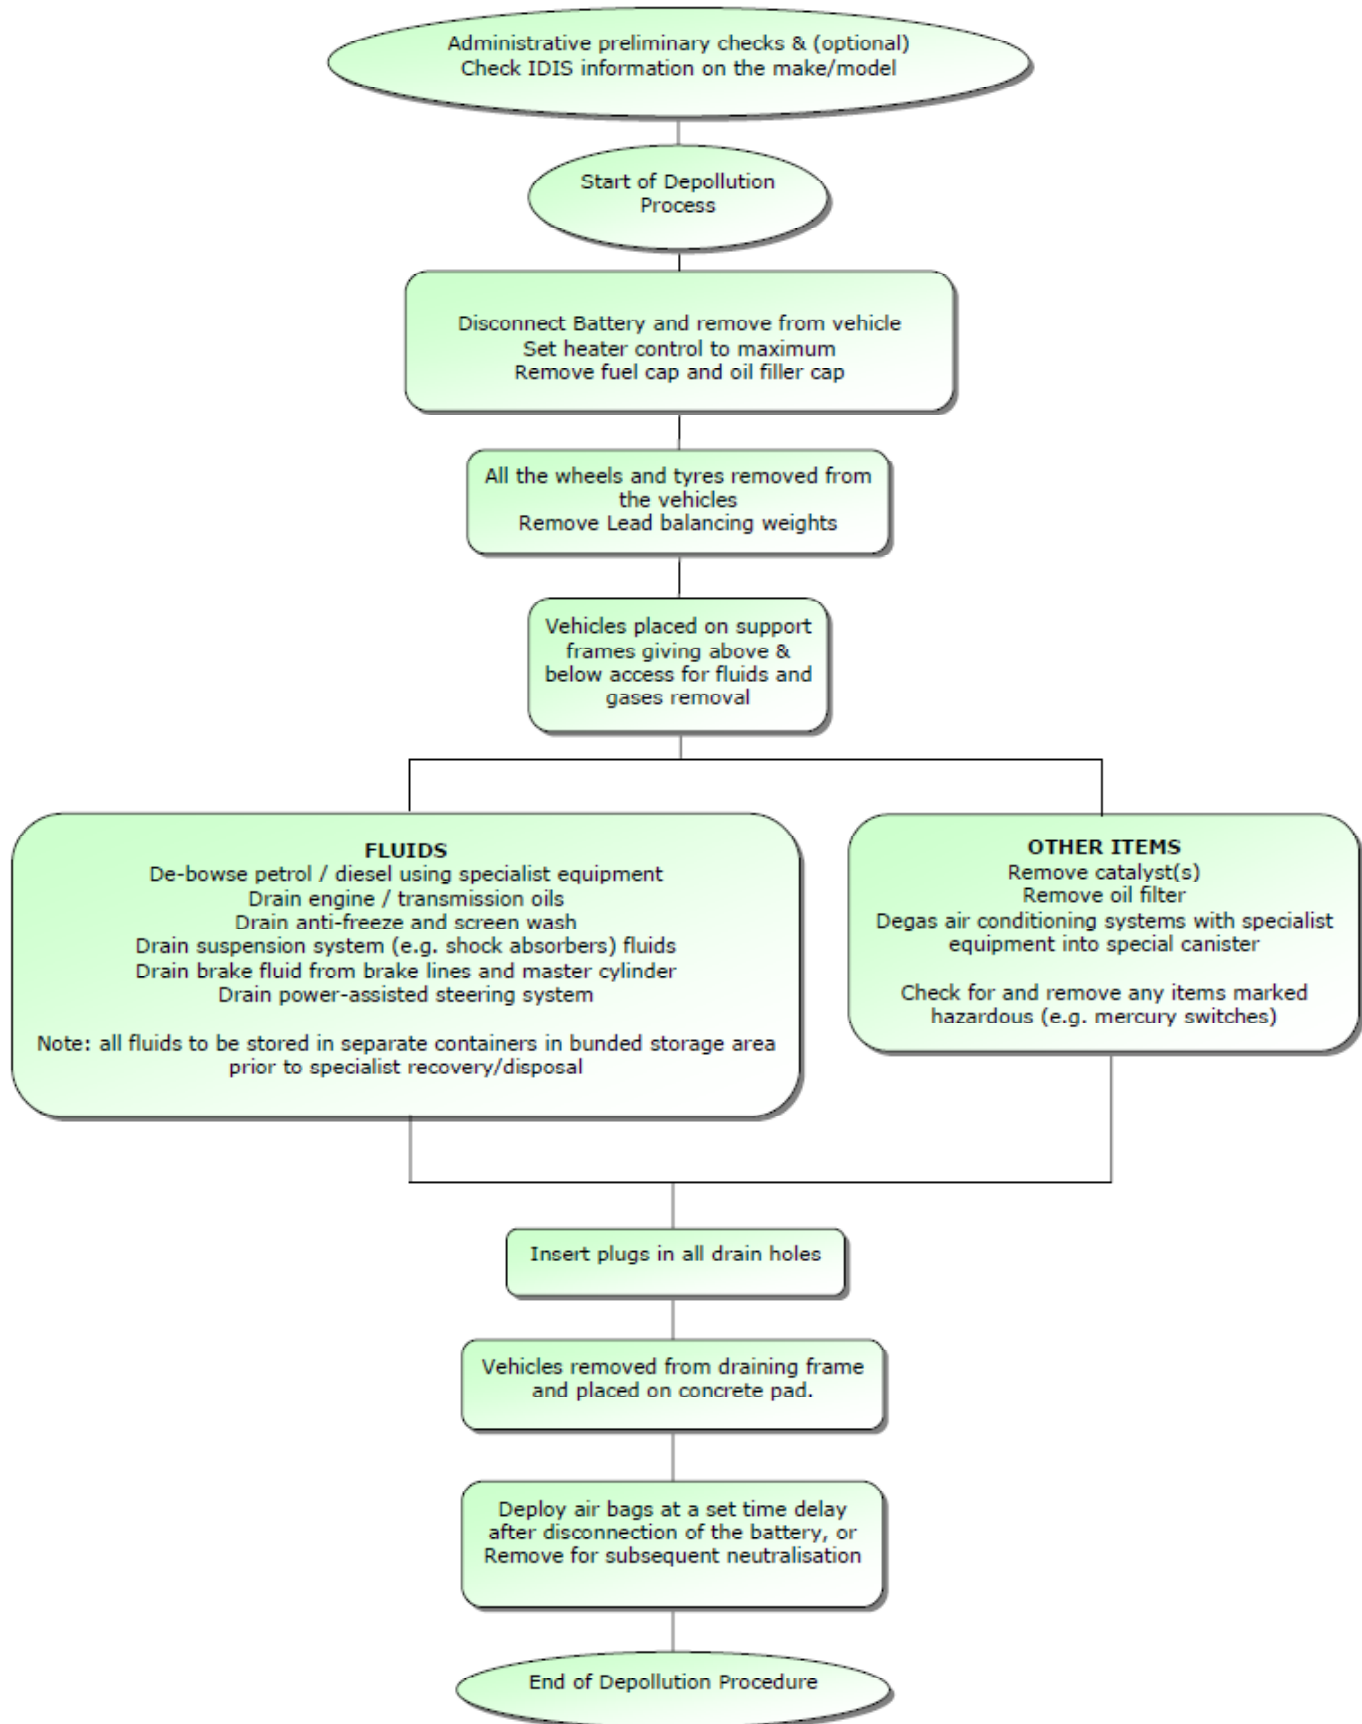 Administrative preliminary checks & (optional)
Check IDIS information on the make/model
Start of Depollution
Process
Disconnect Battery and remove from vehicle
Set heater control to maximum
Remove fuel cap and oil filler cap
All the wheels and tyres removed from
the vehicles
Remove Lead balancing weights
Vehicles placed on support
frames giving above &
below access for fluids and
gases removal
FLUIDS
De-bowse petrol / diesel using specialist equipment
Drain engine / transmission oils
Drain anti-freeze and screen wash
Drain suspension system (e.g. shock absorbers) fluids
Drain brake fluid from brake lines and master cylinder
Drain power-assisted steering system
Note: all fluids to be stored in separate containers in bunded storage area
prior to specialist recovery/disposal
OTHER ITEMS
Remove catalyst(s)
Remove oil filter
Degas air conditioning systems with specialist
equipment into special canister
Check for and remove any items marked
hazardous (e.g. mercury switches)
Insert plugs in all drain holes
Vehicles removed from draining frame
and placed on concrete pad.
Deploy air bags at a set time delay
after disconnection of the battery, or
Remove for subsequent neutralisation
End of Depollution Procedure